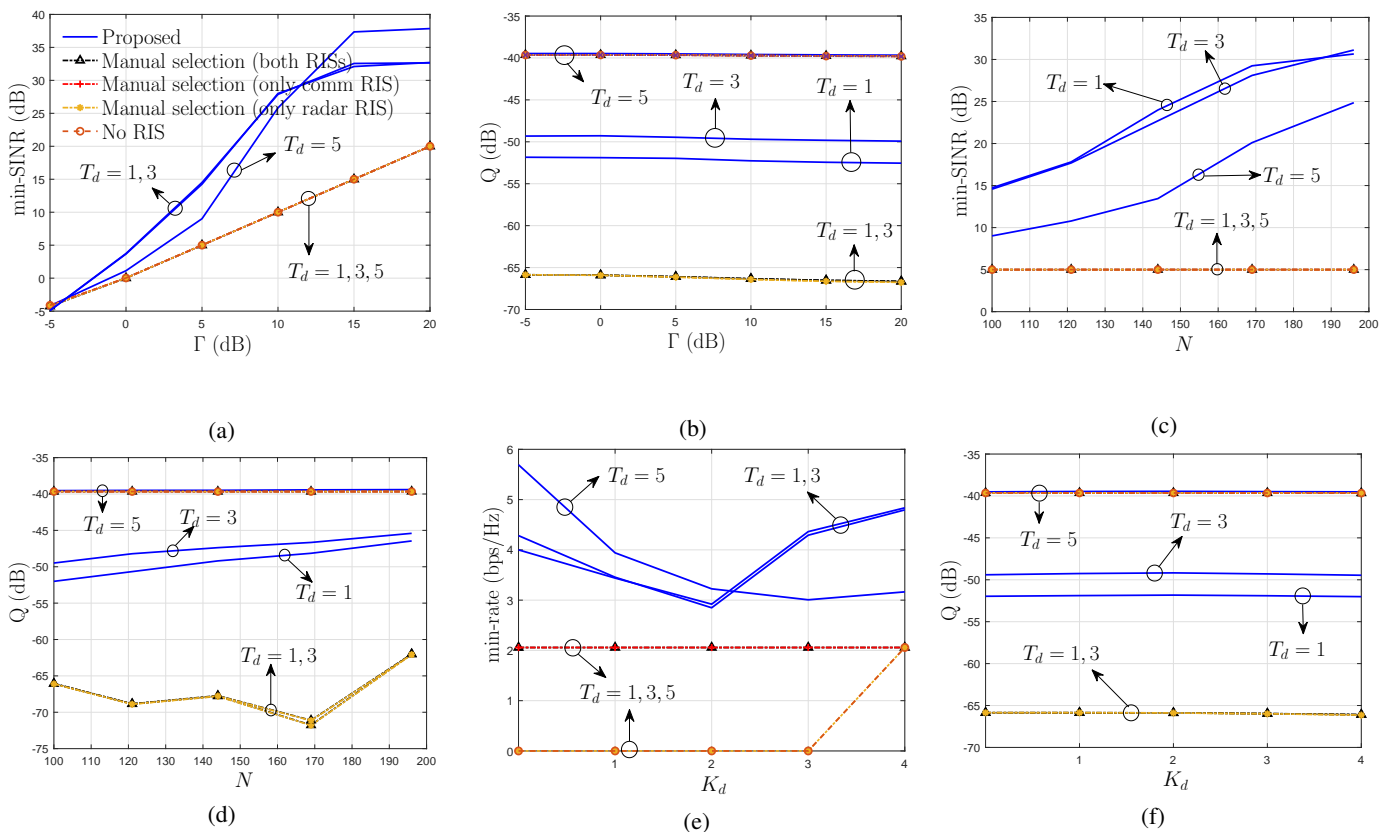 40
35
30
25
20
15
10
5
0
-5
min-SINR (dB)
Proposed
Manual selection (both RISs)
Manual selection (only comm RIS)
Manual selection (only radar RIS)
No RIS
T_d = 5
T_d = 1, 3
T_d = 1, 3, 5
-5 0 5 10 15 20
Γ (dB)
(a)
-35
-40
-45
-50
-55
-60
-65
-70
Q (dB)
T_d = 5
T_d = 3
T_d = 1
T_d = 1, 3
-5 0 5 10 15 20
Γ (dB)
(b)
40
35
30
25
20
15
10
5
0
min-SINR (dB)
T_d = 3
T_d = 1
T_d = 5
T_d = 1, 3, 5
100 110 120 130 140 150 160 170 180 190 200
N
(c)
-35
-40
-45
-50
-55
-60
-65
-70
-75
Q (dB)
T_d = 5
T_d = 3
T_d = 1
T_d = 1, 3
100 110 120 130 140 150 160 170 180 190 200
N
(d)
6
5
4
3
2
1
0
min-rate (bps/Hz)
T_d = 5
T_d = 1, 3
T_d = 1, 3, 5
1 2 3 4
K_d
(e)
-35
-40
-45
-50
-55
-60
-65
-70
Q (dB)
T_d = 5
T_d = 3
T_d = 1
T_d = 1, 3
1 2 3 4
K_d
(f)